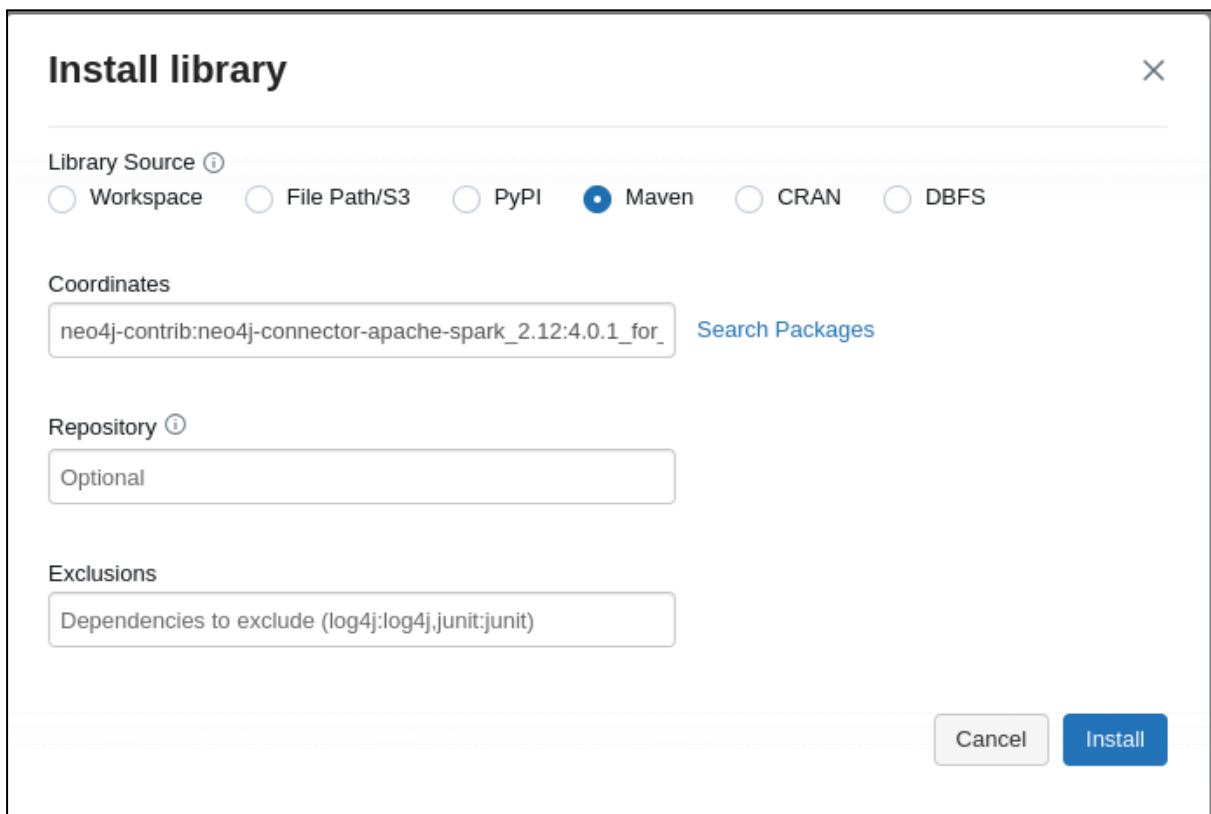 Install library
Library Source
Workspace File Path/S3 PyPI Maven CRAN DBFS
Coordinates
neo4j-contrib:neo4j-connector-apache-spark_2.12:4.0.1_for_ Search Packages
Repository
Optional
Exclusions
Dependencies to exclude (log4j:log4j,junit:junit)
Cancel Install